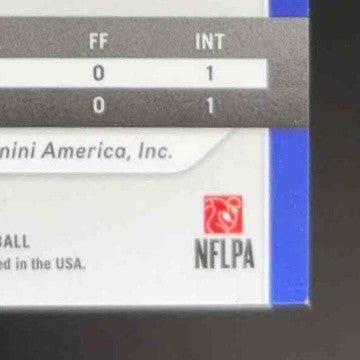 FF INT
0 1
0 1
nini America, Inc.
BALL
ed in the USA.
NFLPA